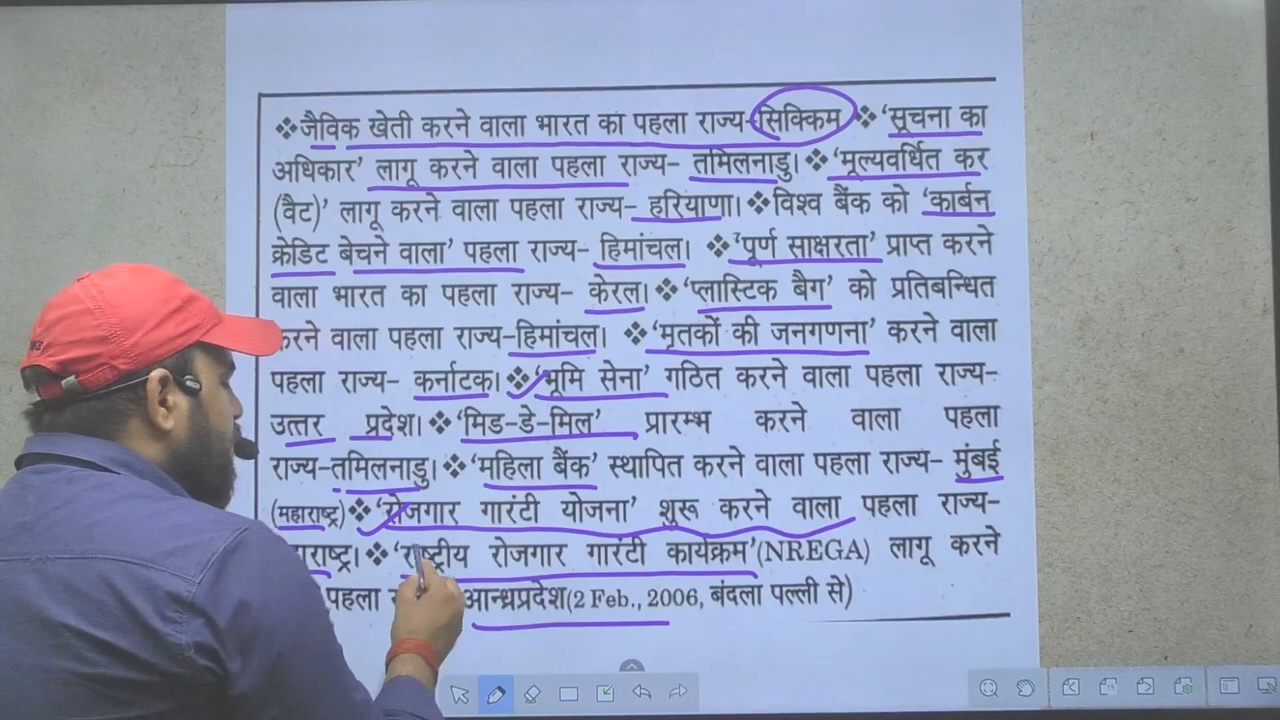 ❖जैविक खेती करने वाला भारत का पहला राज्य-सिक्किम ❖'सूचना का
अधिकार' लागू करने वाला पहला राज्य- तमिलनाडु। ❖'मूल्यवर्धित कर
(वैट)' लागू करने वाला पहला राज्य- हरियाणा। ❖विश्व बैंक को 'कार्बन
क्रेडिट बेचने वाला' पहला राज्य- हिमांचल। ❖'पूर्ण साक्षरता' प्राप्त करने
वाला भारत का पहला राज्य- केरल। ❖'प्लास्टिक बैग' को प्रतिबन्धित
करने वाला पहला राज्य-हिमांचल। ❖'मृतकों की जनगणना' करने वाला
पहला राज्य- कर्नाटक। ❖'भूमि सेना' गठित करने वाला पहला राज्य-
उत्तर प्रदेश। ❖'मिड-डे-मिल' प्रारम्भ करने वाला पहला
राज्य-तमिलनाडु। ❖'महिला बैंक' स्थापित करने वाला पहला राज्य- मुंबई
(महाराष्ट्र) ❖'रोजगार गारंटी योजना' शुरू करने वाला पहला राज्य-
❖'राष्ट्रीय रोजगार गारंटी कार्यक्रम'(NREGA) लागू करने
पहला आन्ध्रप्रदेश(2 Feb., 2006, बंदला पल्ली से)